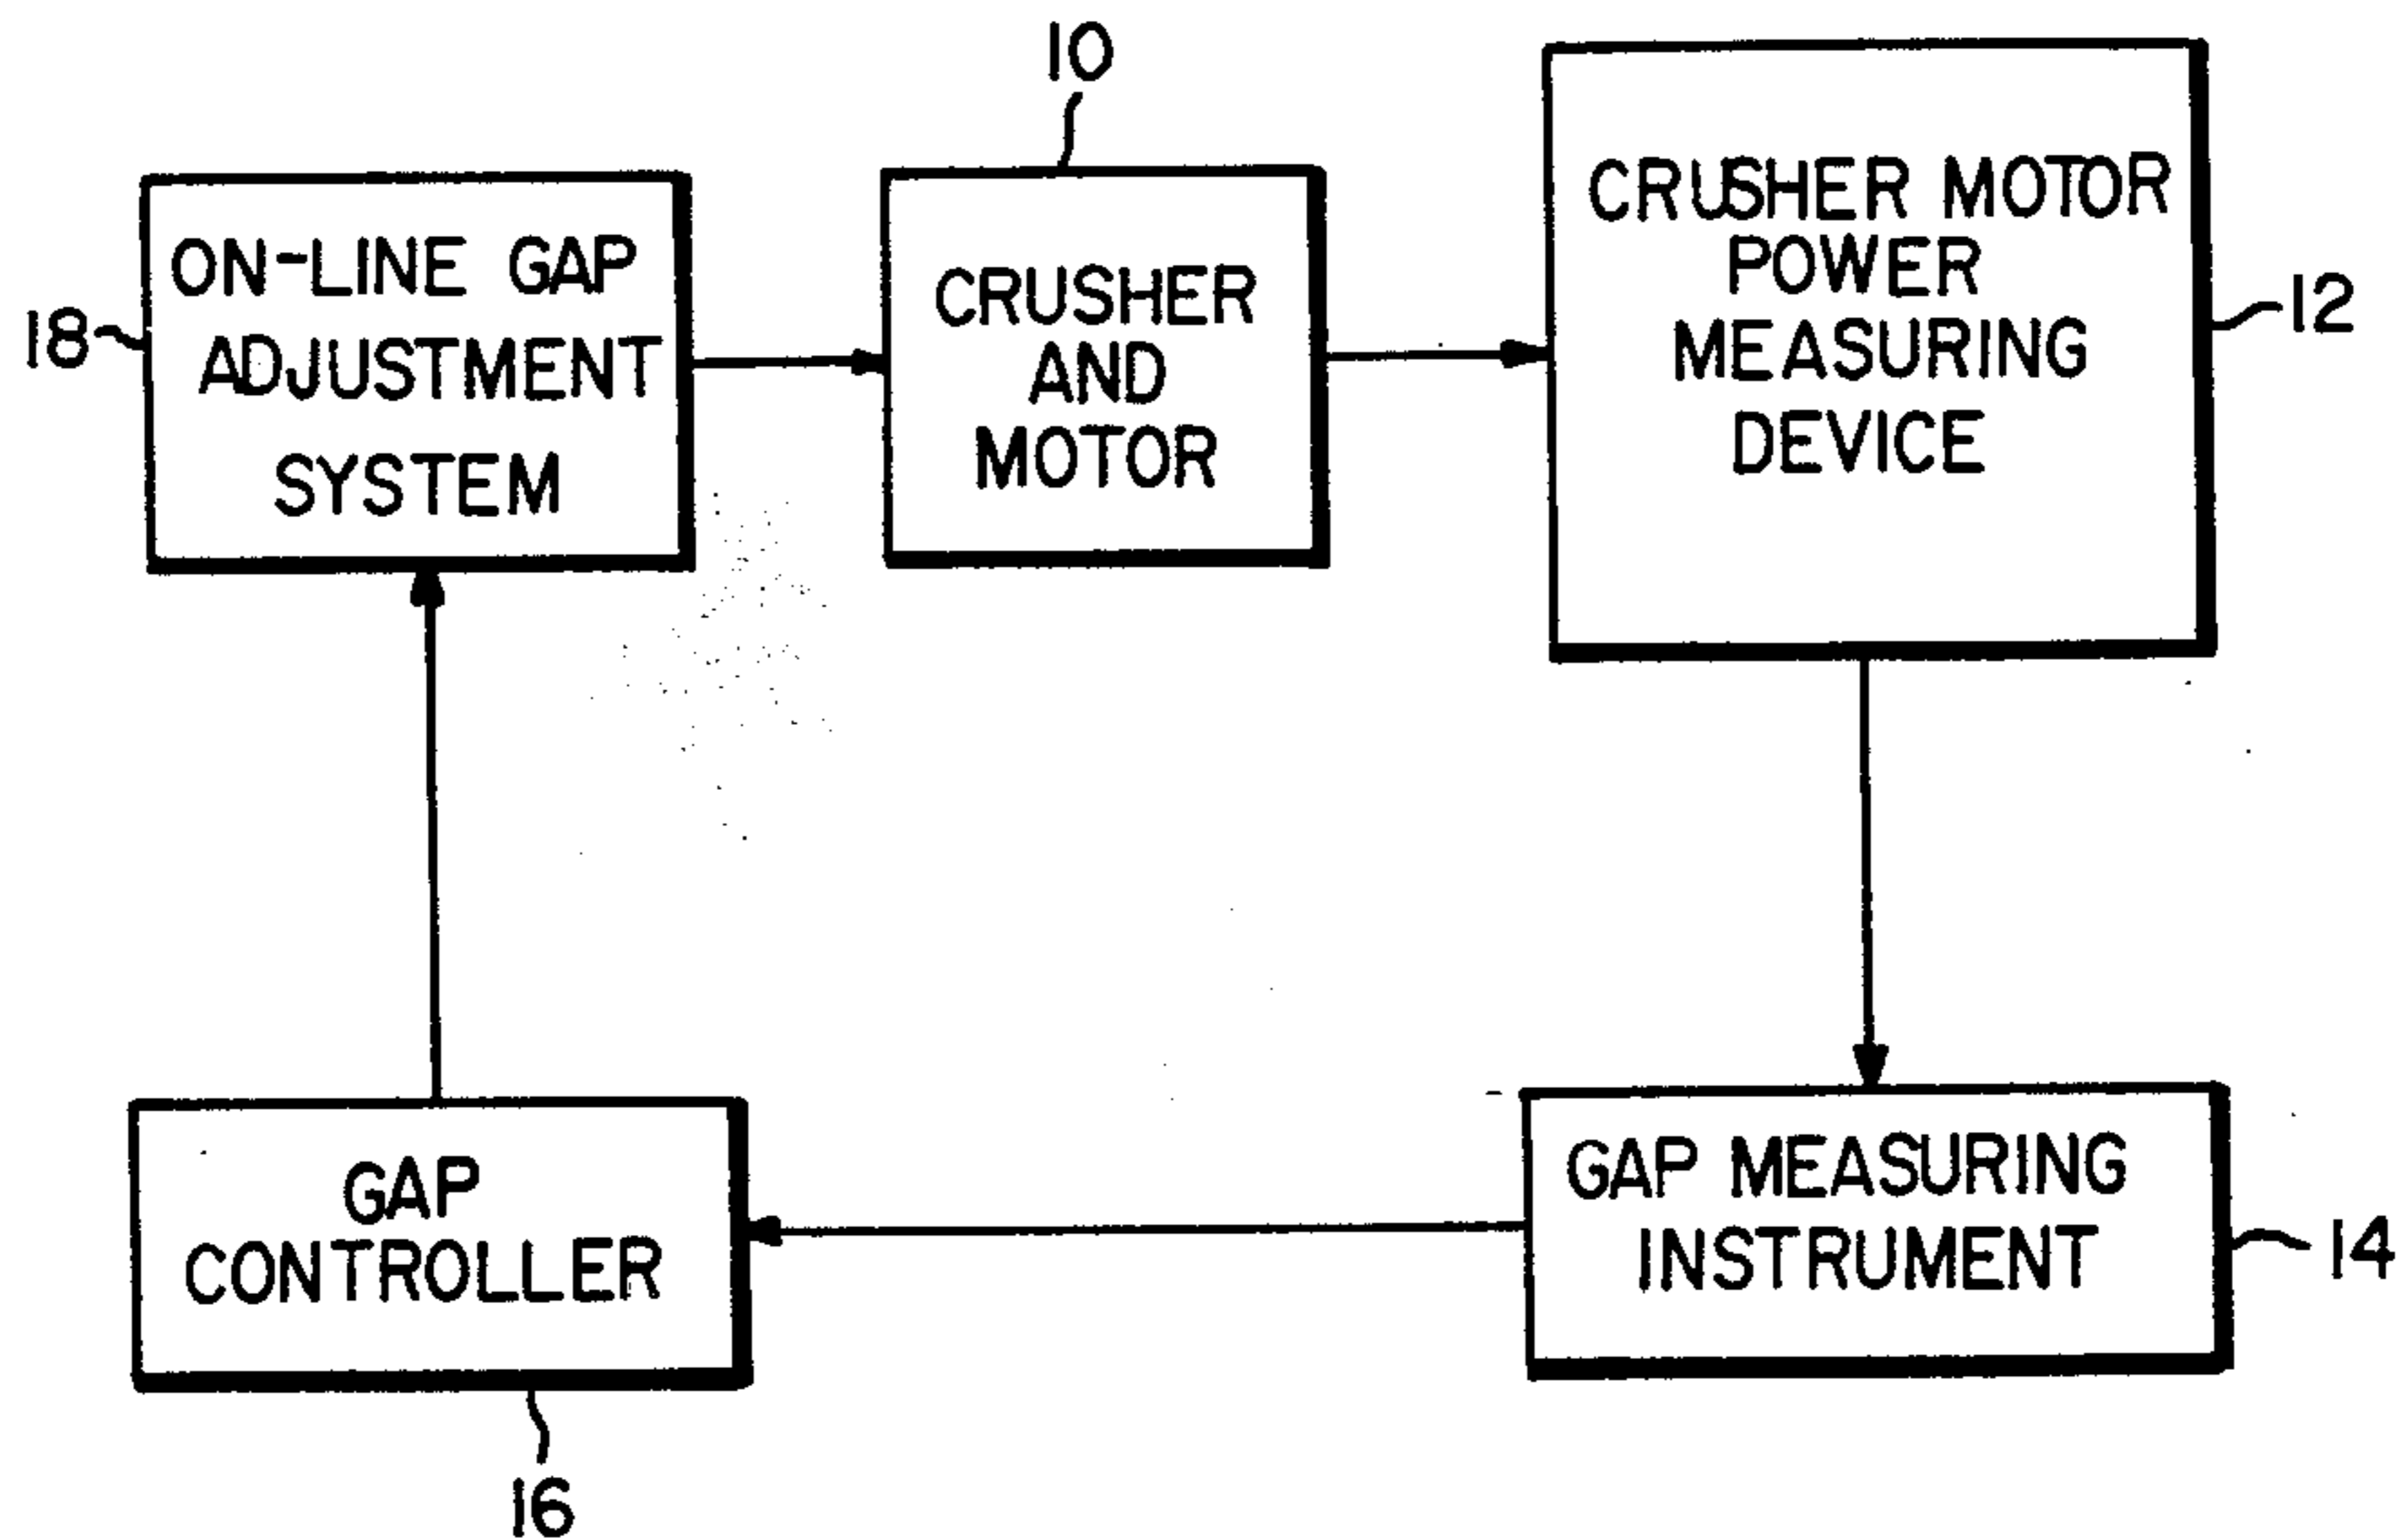 10
ON-LINE GAP
ADJUSTMENT
SYSTEM
18
CRUSHER
AND
MOTOR
CRUSHER MOTOR
POWER
MEASURING
DEVICE
12
GAP
CONTROLLER
16
GAP MEASURING
INSTRUMENT
14